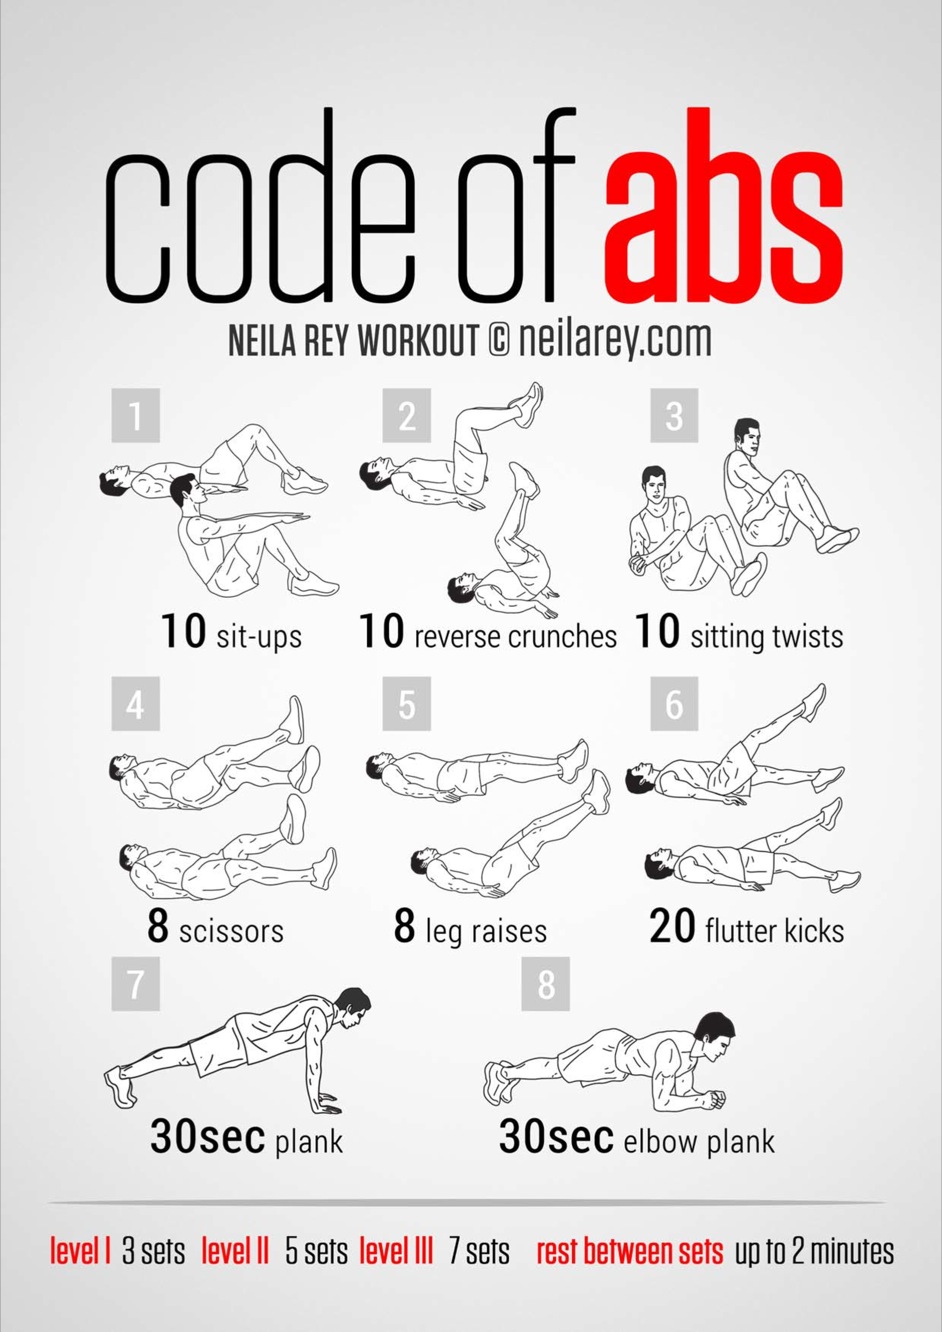 code of abs
NEILA REY WORKOUT © neilarey.com
1
2
3
10 sit-ups
10 reverse crunches
10 sitting twists
4
5
6
8 scissors
8 leg raises
20 flutter kicks
7
8
30sec plank
30sec elbow plank
level I 3 sets level II 5 sets level III 7 sets rest between sets up to 2 minutes